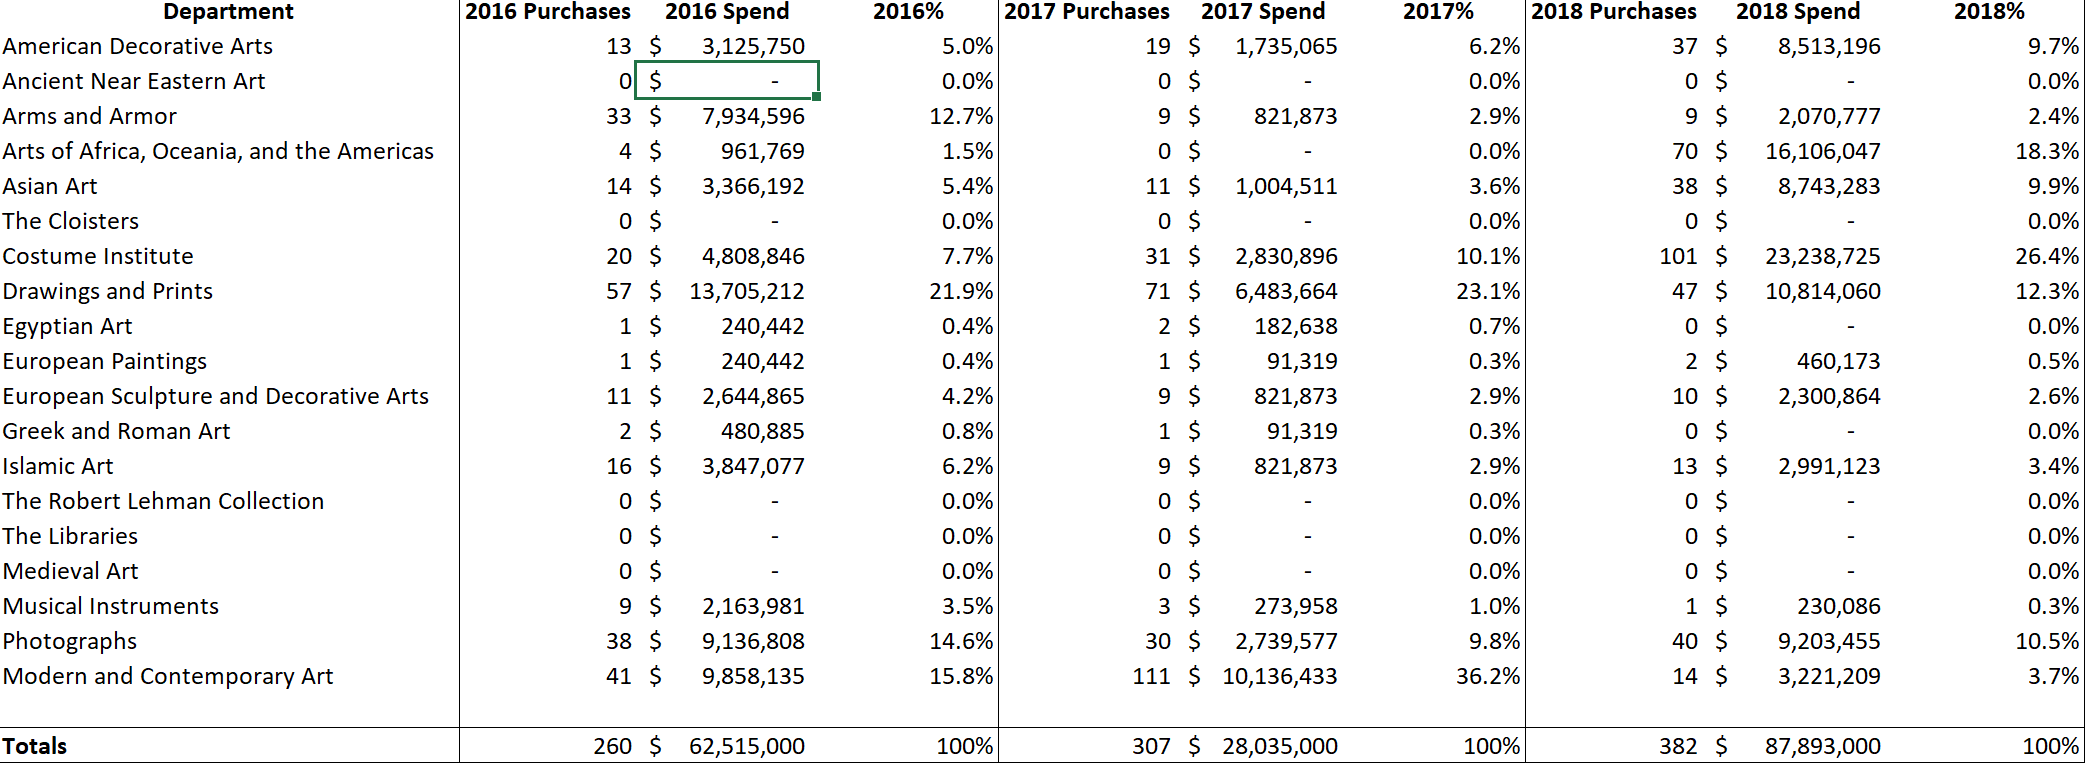 Department 2016 Purchases 2016 Spend 2016% 2017 Purchases 2017 Spend 2017% 2018 Purchases 2018 Spend 2018%
American Decorative Arts 13 $ 3,125,750 5.0% 19 $ 1,735,065 6.2% 37 $ 8,513,196 9.7%
Ancient Near Eastern Art 0 $ - 0.0% 0 $ - 0.0% 0 $ - 0.0%
Arms and Armor 33 $ 7,934,596 12.7% 9 $ 821,873 2.9% 9 $ 2,070,777 2.4%
Arts of Africa, Oceania, and the Americas 4 $ 961,769 1.5% 0 $ - 0.0% 70 $ 16,106,047 18.3%
Asian Art 14 $ 3,366,192 5.4% 11 $ 1,004,511 3.6% 38 $ 8,743,283 9.9%
The Cloisters 0 $ - 0.0% 0 $ - 0.0% 0 $ - 0.0%
Costume Institute 20 $ 4,808,846 7.7% 31 $ 2,830,896 10.1% 101 $ 23,238,725 26.4%
Drawings and Prints 57 $ 13,705,212 21.9% 71 $ 6,483,664 23.1% 47 $ 10,814,060 12.3%
Egyptian Art 1 $ 240,442 0.4% 2 $ 182,638 0.7% 0 $ - 0.0%
European Paintings 1 $ 240,442 0.4% 1 $ 91,319 0.3% 2 $ 460,173 0.5%
European Sculpture and Decorative Arts 11 $ 2,644,865 4.2% 9 $ 821,873 2.9% 10 $ 2,300,864 2.6%
Greek and Roman Art 2 $ 480,885 0.8% 1 $ 91,319 0.3% 0 $ - 0.0%
Islamic Art 16 $ 3,847,077 6.2% 9 $ 821,873 2.9% 13 $ 2,991,123 3.4%
The Robert Lehman Collection 0 $ - 0.0% 0 $ - 0.0% 0 $ - 0.0%
The Libraries 0 $ - 0.0% 0 $ - 0.0% 0 $ - 0.0%
Medieval Art 0 $ - 0.0% 0 $ - 0.0% 0 $ - 0.0%
Musical Instruments 9 $ 2,163,981 3.5% 3 $ 273,958 1.0% 1 $ 230,086 0.3%
Photographs 38 $ 9,136,808 14.6% 30 $ 2,739,577 9.8% 40 $ 9,203,455 10.5%
Modern and Contemporary Art 41 $ 9,858,135 15.8% 111 $ 10,136,433 36.2% 14 $ 3,221,209 3.7%
Totals 260 $ 62,515,000 100% 307 $ 28,035,000 100% 382 $ 87,893,000 100%